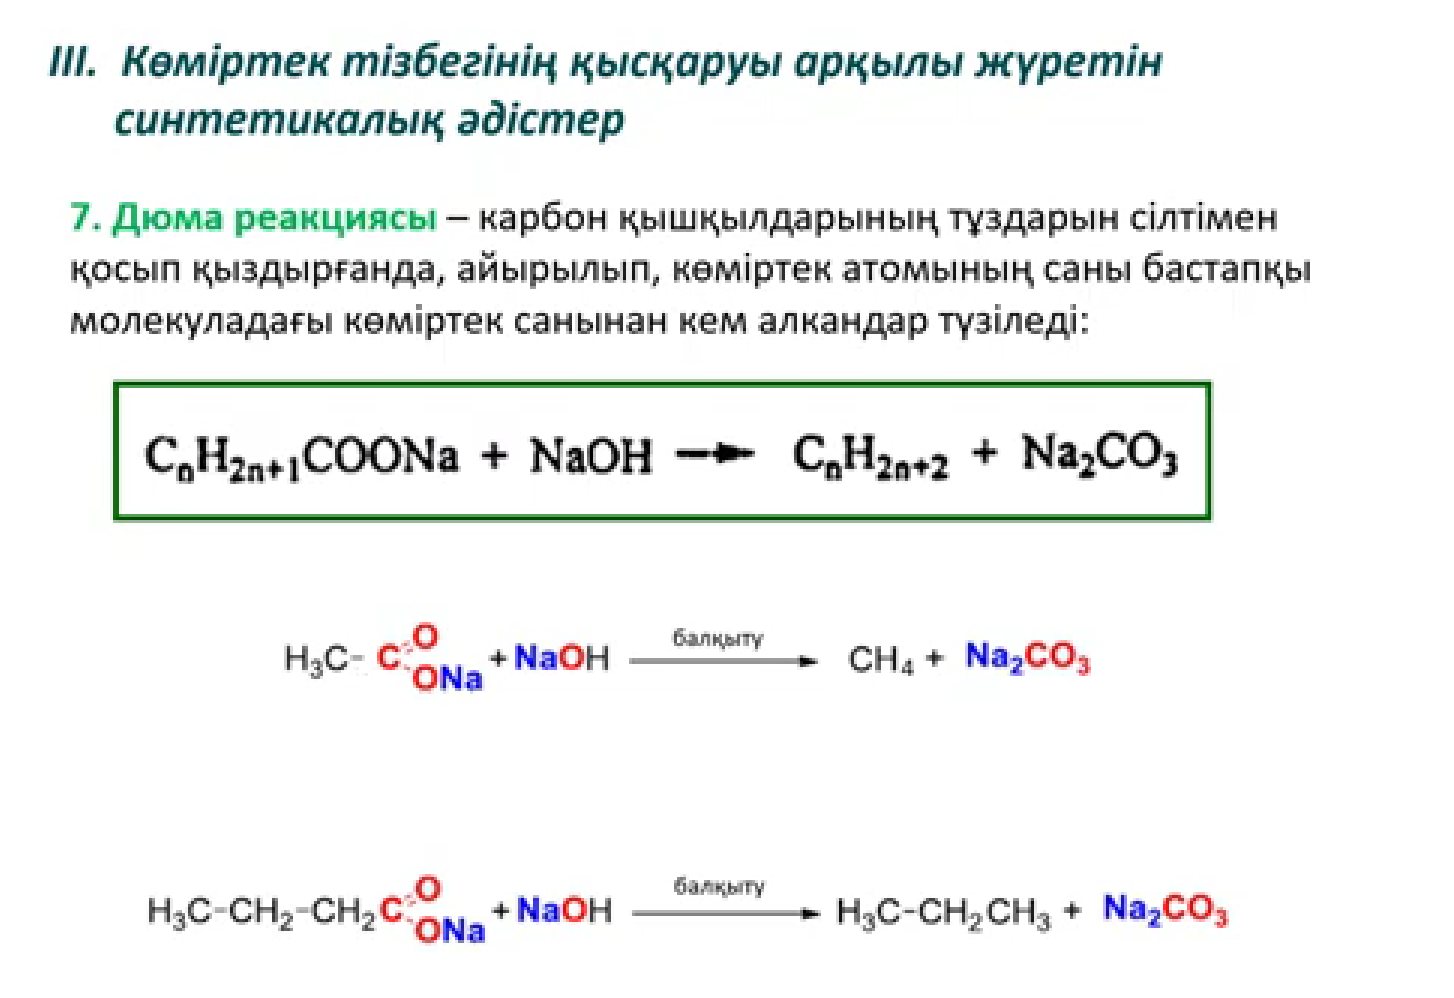 III. Көміртек тізбегінің қысқаруы арқылы жүретін
синтетикалық әдістер
7. Дюма реакциясы – карбон қышқылдарының тұздарын сілтімен
қосып қыздырғанда, айырылып, көміртек атомының саны бастапқы
молекуладағы көміртек санынан кем алкандар түзіледі:
CₙH₂ₙ₊₁COONa + NaOH → CₙH₂ₙ₊₂ + Na₂CO₃
балқыту
H₃C-C O ONa + NaOH → CH₄ + Na₂CO₃
балқыту
H₃C-CH₂-CH₂C O ONa + NaOH → H₃C-CH₂CH₃ + Na₂CO₃